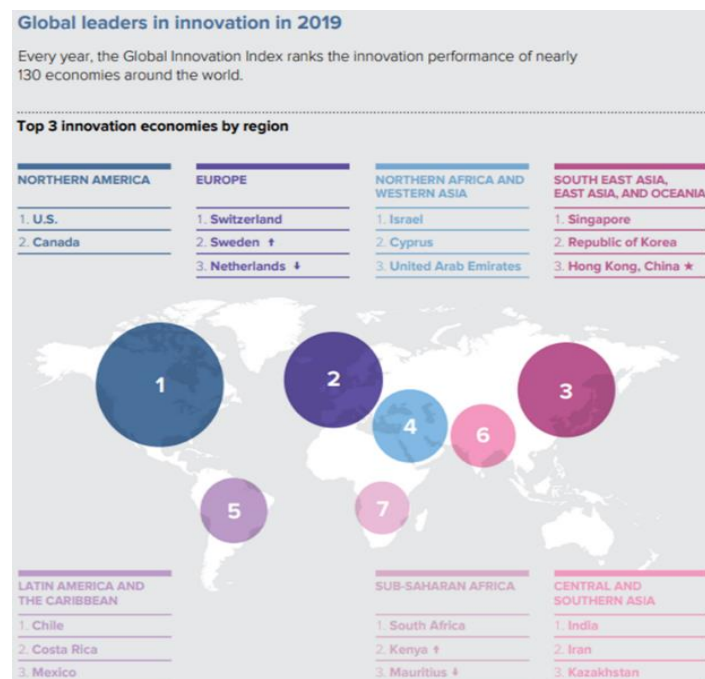 Global leaders in innovation in 2019
Every year, the Global Innovation Index ranks the innovation performance of nearly
130 economies around the world.
Top 3 innovation economies by region
NORTHERN AMERICA
1. U.S.
2. Canada
EUROPE
1. Switzerland
2. Sweden ↑
3. Netherlands ↓
NORTHERN AFRICA AND
WESTERN ASIA
1. Israel
2. Cyprus
3. United Arab Emirates
SOUTH EAST ASIA,
EAST ASIA, AND OCEANIA
1. Singapore
2. Republic of Korea
3. Hong Kong, China ★
1
2
3
4
6
5
7
LATIN AMERICA AND
THE CARIBBEAN
1. Chile
2. Costa Rica
3. Mexico
SUB-SAHARAN AFRICA
1. South Africa
2. Kenya ↑
3. Mauritius ↓
CENTRAL AND
SOUTHERN ASIA
1. India
2. Iran
3. Kazakhstan